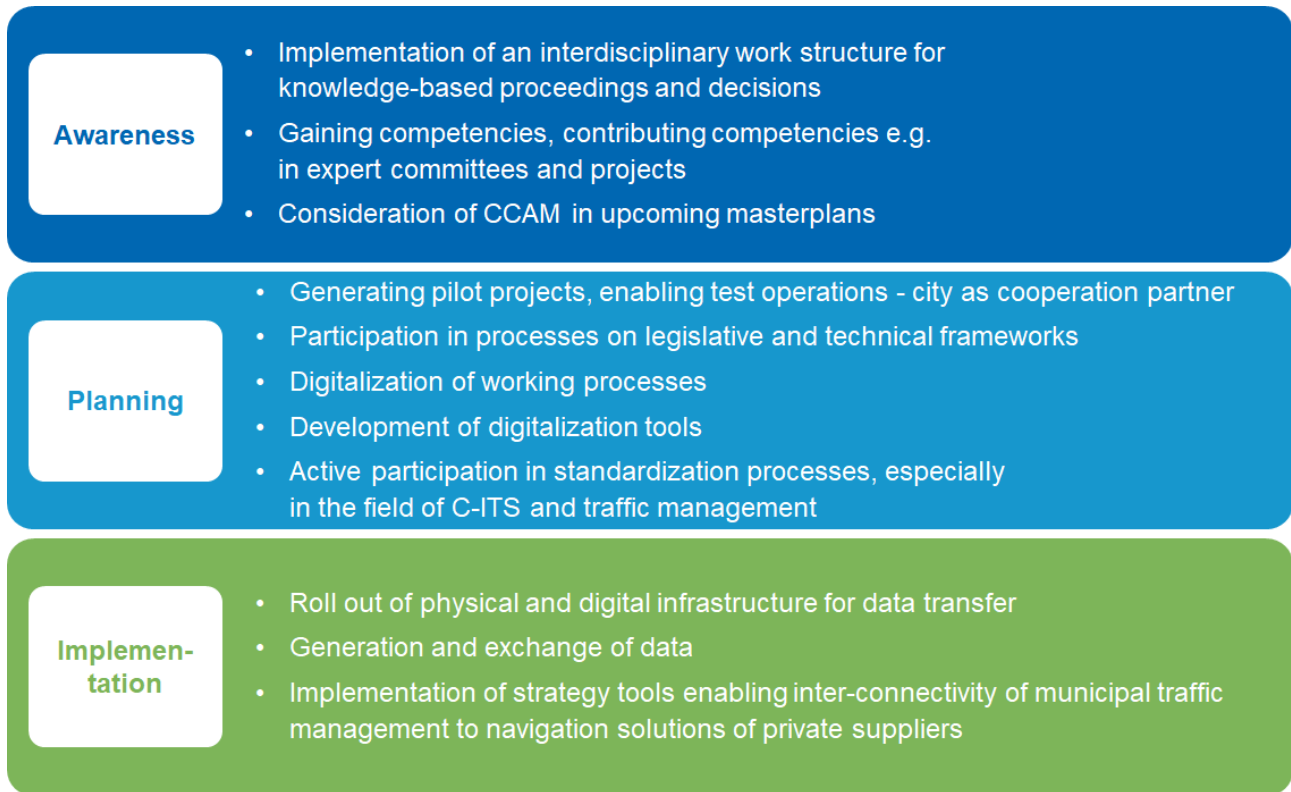 Awareness
• Implementation of an interdisciplinary work structure for
knowledge-based proceedings and decisions
• Gaining competencies, contributing competencies e.g.
in expert committees and projects
• Consideration of CCAM in upcoming masterplans
Planning
• Generating pilot projects, enabling test operations - city as cooperation partner
• Participation in processes on legislative and technical frameworks
• Digitalization of working processes
• Development of digitalization tools
• Active participation in standardization processes, especially
in the field of C-ITS and traffic management
Implemen-
tation
• Roll out of physical and digital infrastructure for data transfer
• Generation and exchange of data
• Implementation of strategy tools enabling inter-connectivity of municipal traffic
management to navigation solutions of private suppliers